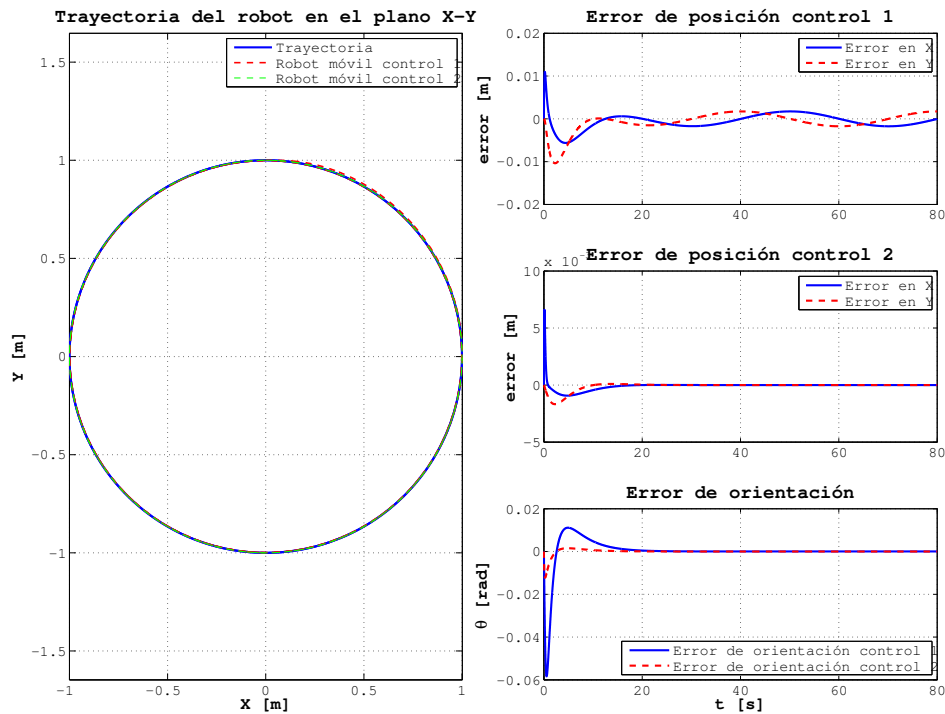 Trayectoria del robot en el plano X-Y
Trayectoria
Robot móvil control 1
Robot móvil control 2
1.5
1
0.5
0
-0.5
-1
-1.5
Y [m]
-1
-0.5
0
0.5
1
X [m]
Error de posición control 1
Error en X
Error en Y
0.02
0.01
0
-0.01
-0.02
error [m]
0
20
40
60
80
Error de posición control 2
x 10
Error en X
Error en Y
10
5
0
-5
error [m]
0
20
40
60
80
Error de orientación
0.02
0
-0.02
-0.04
-0.06
θ [rad]
Error de orientación control 1
Error de orientación control 2
0
20
40
60
80
t [s]